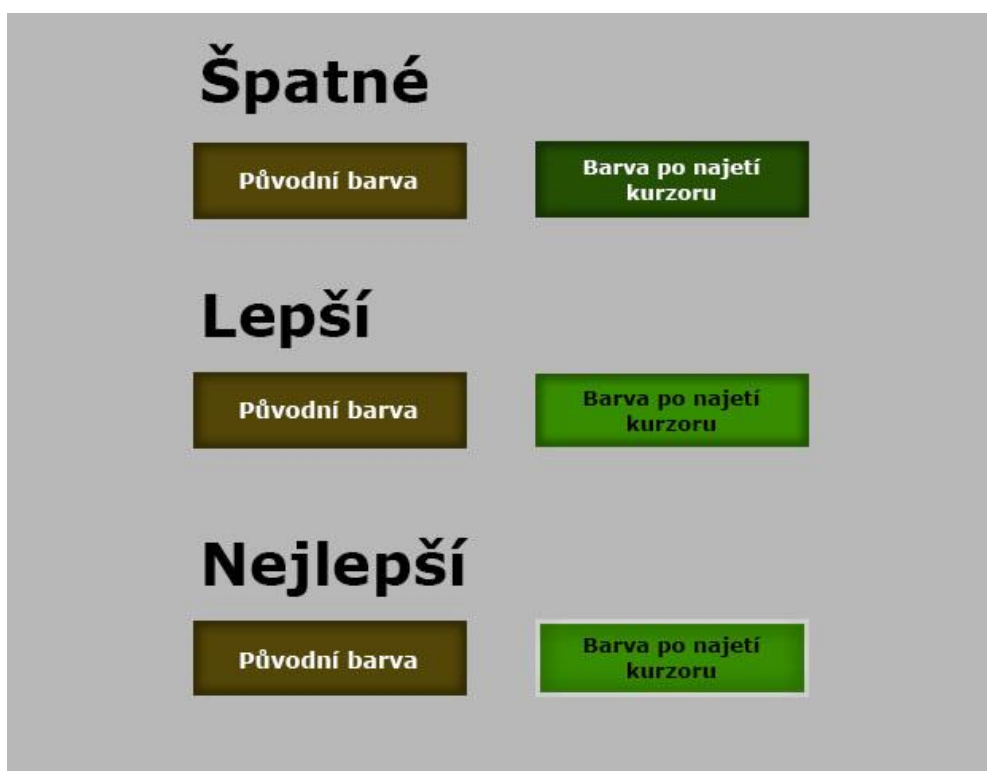 Špatné
Původní barva
Barva po najetí
kurzoru
Lepší
Původní barva
Barva po najetí
kurzoru
Nejlepší
Původní barva
Barva po najetí
kurzoru